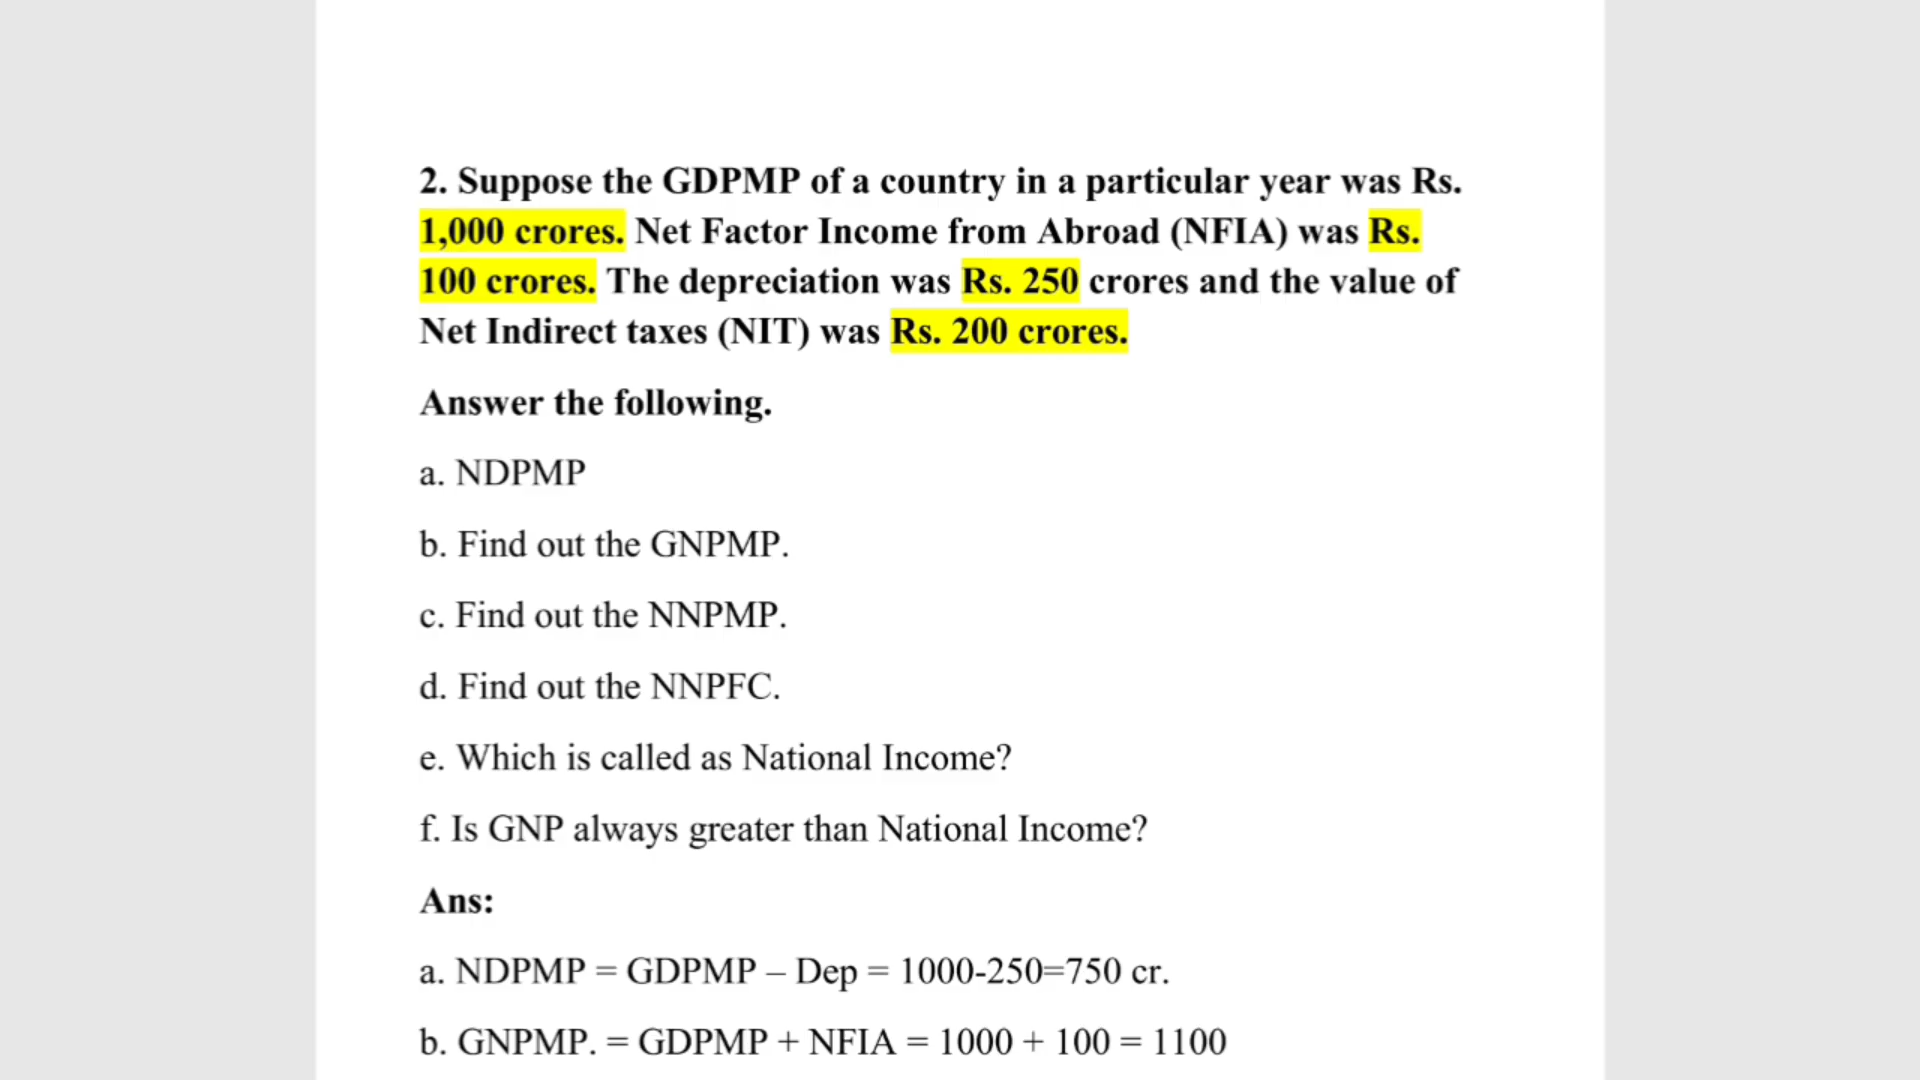 2. Suppose the GDPMP of a country in a particular year was Rs.
1,000 crores. Net Factor Income from Abroad (NFIA) was Rs.
100 crores. The depreciation was Rs. 250 crores and the value of
Net Indirect taxes (NIT) was Rs. 200 crores.
Answer the following.
a. NDPMP
b. Find out the GNPMP.
c. Find out the NNPMP.
d. Find out the NNPFC.
e. Which is called as National Income?
f. Is GNP always greater than National Income?
Ans:
a. NDPMP = GDPMP – Dep = 1000-250=750 cr.
b. GNPMP. = GDPMP + NFIA = 1000 + 100 = 1100